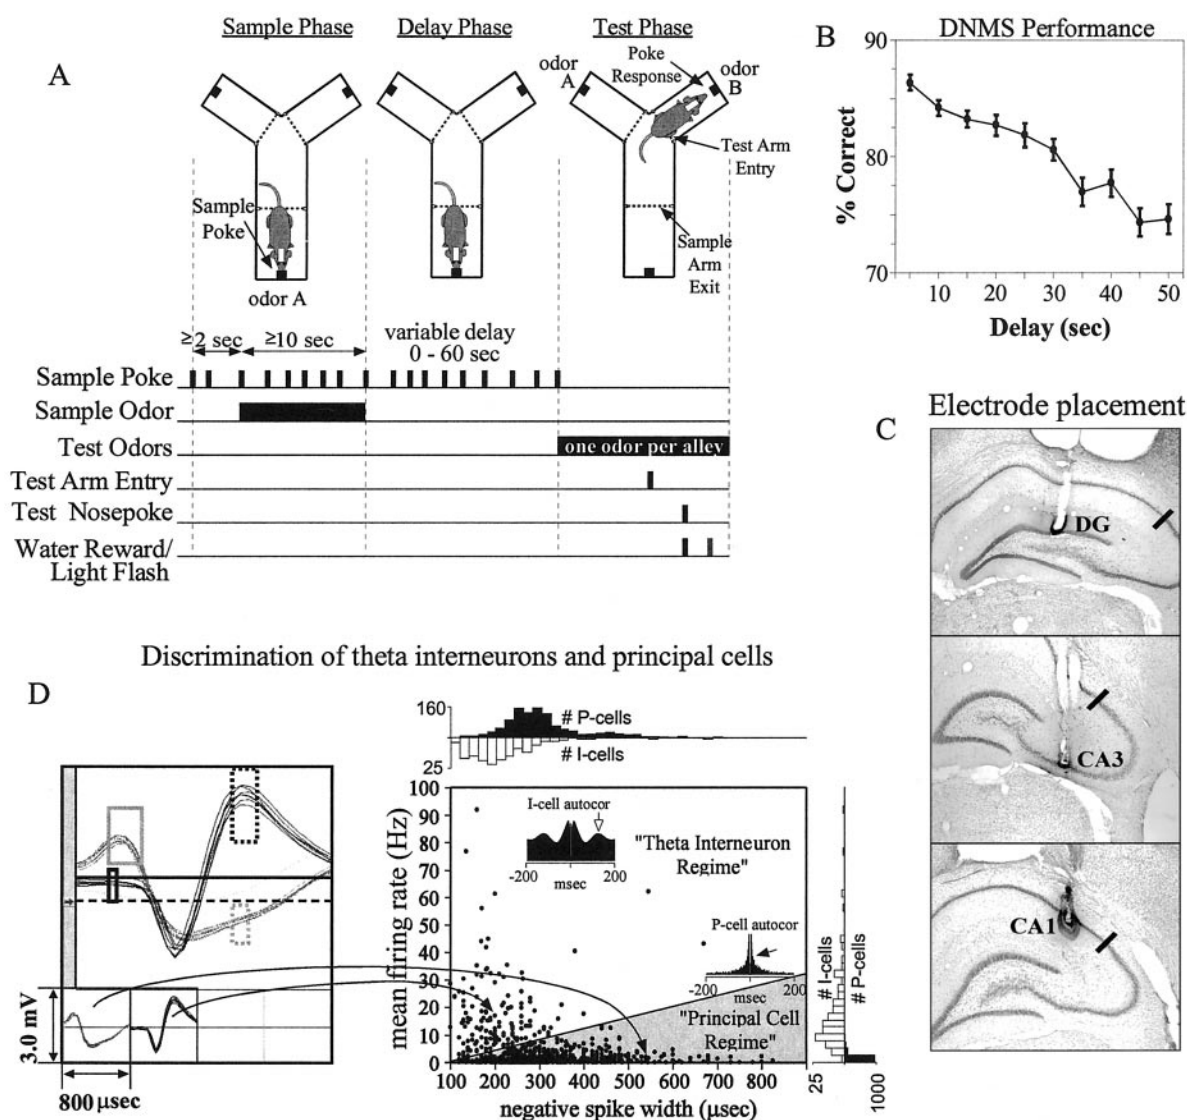 Sample Phase
Delay Phase
Test Phase
A
odor
A
Poke
Response
odor
B
Test Arm
Entry
Sample
Poke
Sample
Arm
Exit
odor A
≥2 sec
≥10 sec
variable delay
0 - 60 sec
Sample Poke
Sample Odor
Test Odors
one odor per alley
Test Arm Entry
Test Nosepoke
Water Reward/
Light Flash
B
DNMS Performance
90
80
70
% Correct
10 20 30 40 50
Delay (sec)
Electrode placement
C
DG
CA3
CA1
Discrimination of theta interneurons and principal cells
D
3.0 mV
800 µsec
160
25
# P-cells
# I-cells
100
90
80
70
60
50
40
30
20
10
0
mean firing rate (Hz)
I-cell autocor
-200 0 200
msec
"Theta Interneuron
Regime"
P-cell autocor
-200 0 200
msec
"Principal Cell
Regime"
100 200 300 400 500 600 700 800
negative spike width (µsec)
# I-cells
# P-cells
25
1000